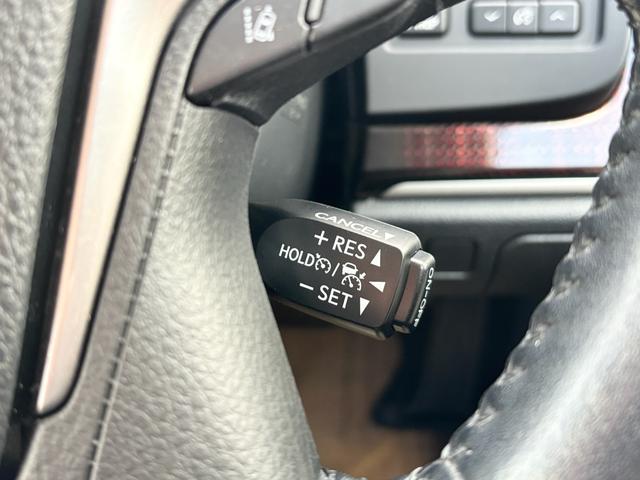 CANCEL▼
+ RES ▲
HOLD / ◀
− SET ▼
ON-OFF